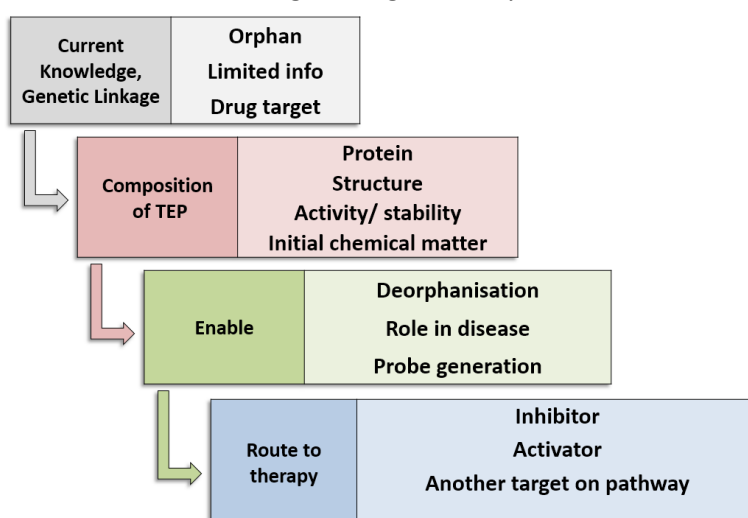 Current
Knowledge,
Genetic Linkage
Orphan
Limited info
Drug target
Composition
of TEP
Protein
Structure
Activity/ stability
Initial chemical matter
Enable
Deorphanisation
Role in disease
Probe generation
Route to
therapy
Inhibitor
Activator
Another target on pathway